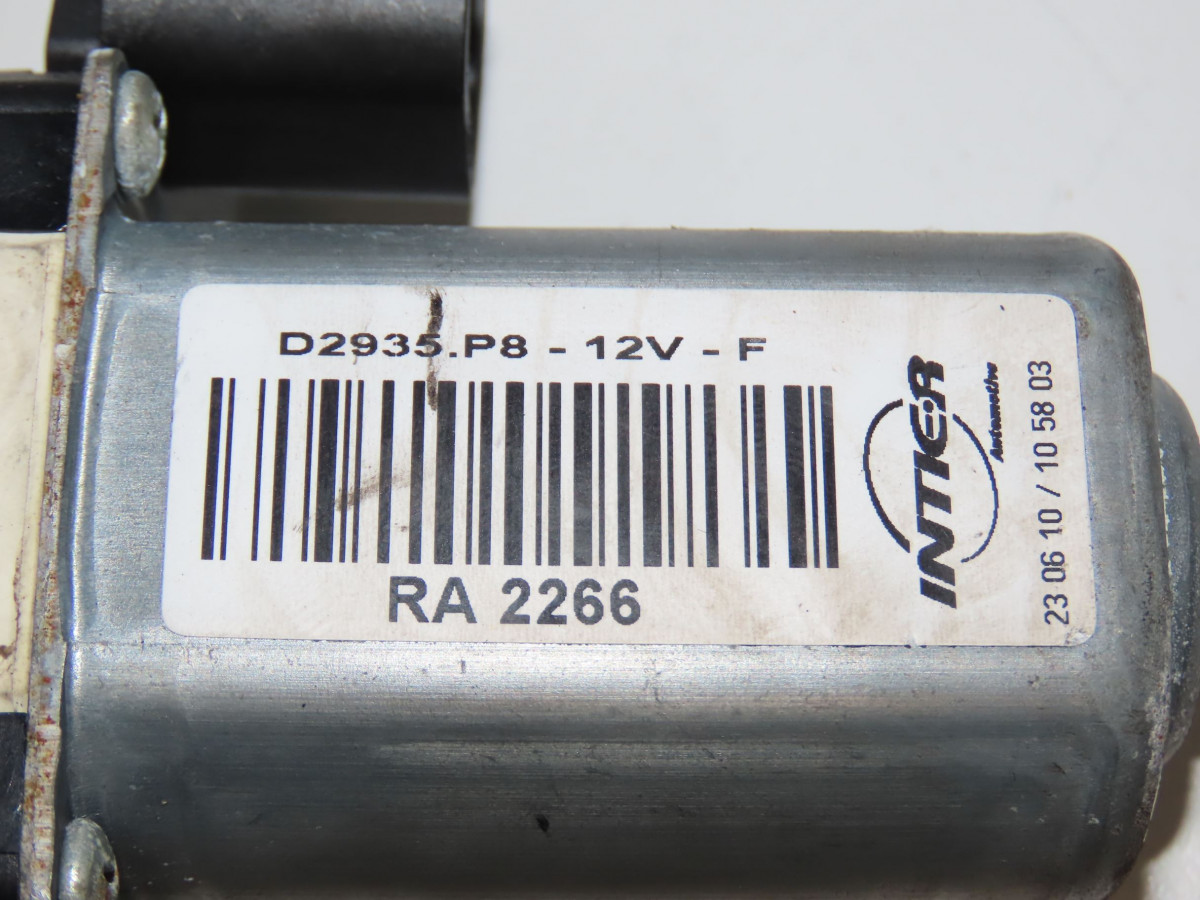 D2935.P8 - 12V - F
RA 2266
INTIER
Automotive
23 06 10 / 10 58 03